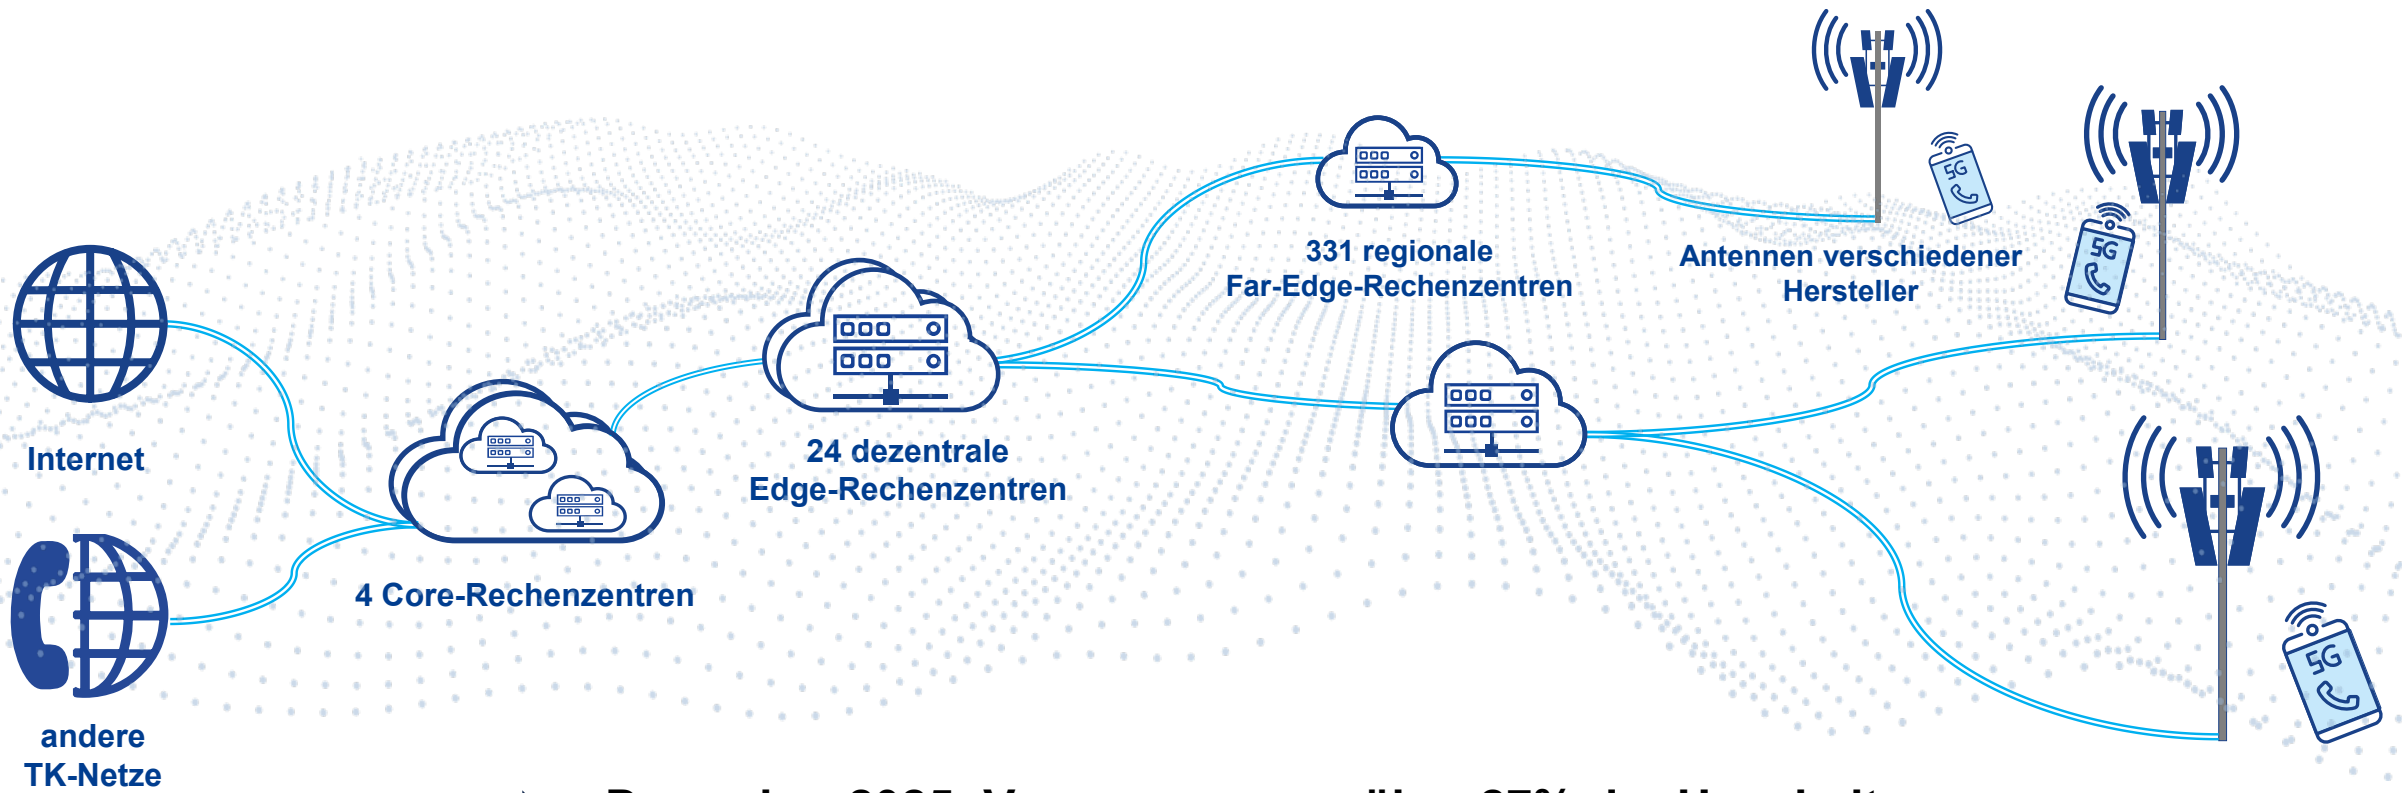 Internet
andere
TK-Netze
4 Core-Rechenzentren
24 dezentrale
Edge-Rechenzentren
331 regionale
Far-Edge-Rechenzentren
Antennen verschiedener
Hersteller
5G
5G
5G